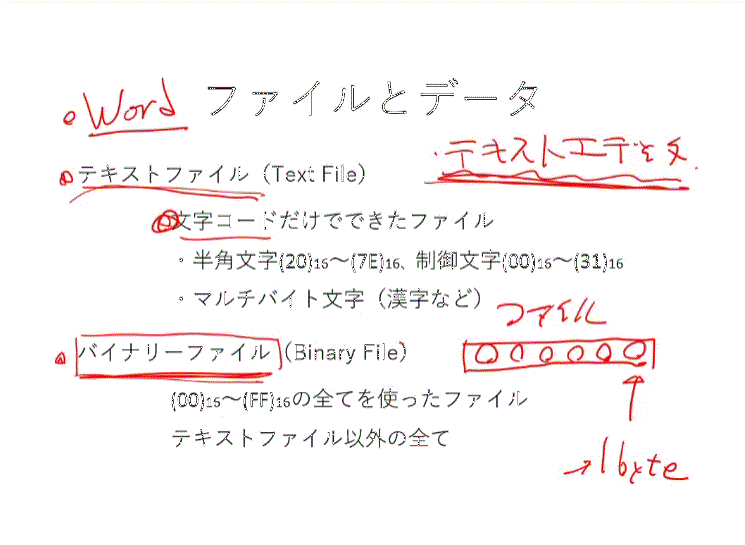 Word
ファイルとデータ
・テキストエディタ
テキストファイル（Text File）
文字コードだけでできたファイル
・半角文字(20)₁₆～(7E)₁₆、制御文字(00)₁₆～(31)₁₆
・マルチバイト文字（漢字など）
ファイル
バイナリーファイル（Binary File）
(00)₁₆～(FF)₁₆の全てを使ったファイル
テキストファイル以外の全て
→1byte